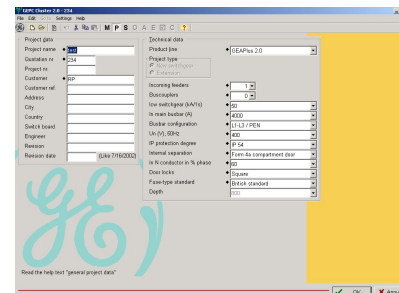 GEPC Cluster 2.0 - 234
File Edit Settings Help
M P S O A E C ?
Project data
Project name test
Quotation nr 234
Project nr.
Customer RP
Customer ref.
Address
City
Country
Switch board
Engineer
Revision
Revision date (Like 7/16/2002)
Technical data
Product line GEAPlus 2.0
Project type
New switchgear
Extension
Incoming feeders 1
Buscouplers 0
Icw switchgear (kA/1s) 60
In main busbar (A) 4000
Busbar configuration L1-L3 / PEN
Un (V), 50Hz 400
IP protection degree IP 54
Internal separation Form 4a compartment door
In N conductor in % phase 60
Door locks Square
Fuse-type standard British standard
Depth 800
Read the help text "general project data"
OK